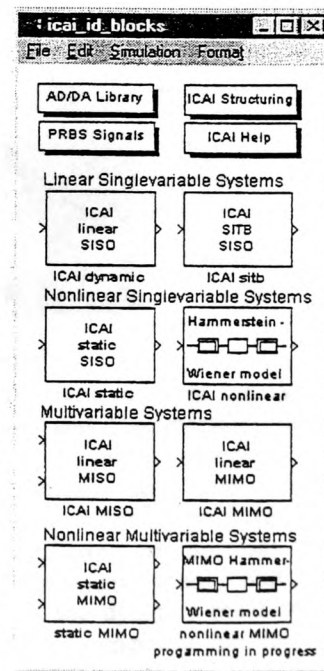 icai_id_blocks
File Edit Simulation Format
AD/DA Library
ICAI Structuring
PRBS Signals
ICAI Help
Linear Singlevariable Systems
ICAI
linear
SISO
ICAI
SITB
SISO
ICAI dynamic
ICAI sitb
Nonlinear Singlevariable Systems
ICAI
static
SISO
Hammerstein -
Wiener model
ICAI static
ICAI nonlinear
Multivariable Systems
ICAI
linear
MISO
ICAI
linear
MIMO
ICAI MISO
ICAI MIMO
Nonlinear Multivariable Systems
ICAI
static
MIMO
MIMO Hammer-
Wiener model
static MIMO
nonlinear MIMO
progamming in progress